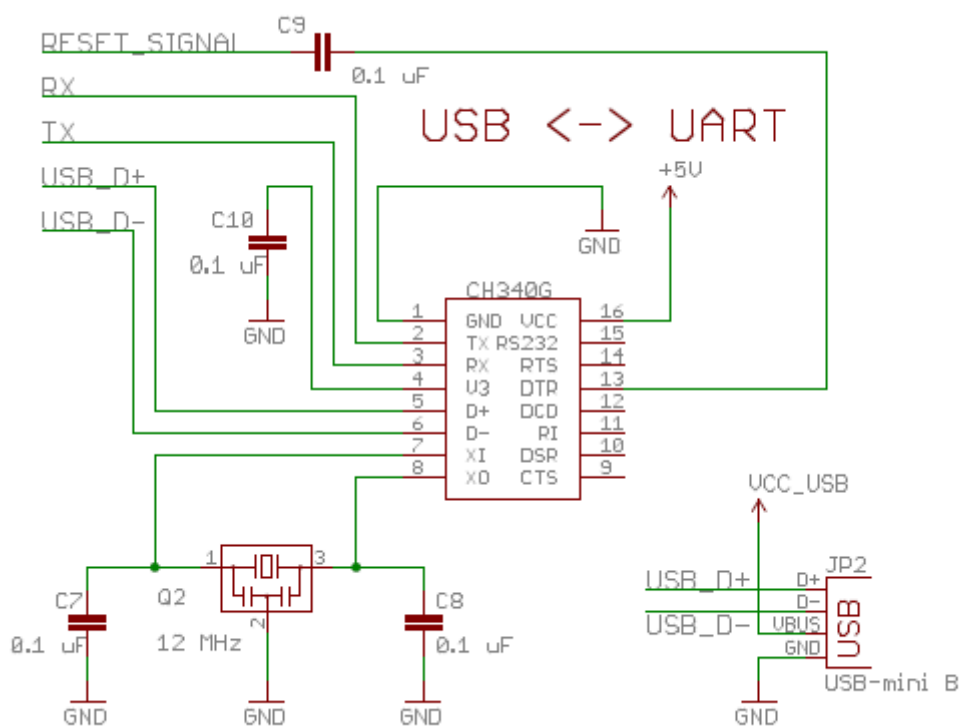 C9
RESET_SIGNAL
0.1 uF
RX
USB <-> UART
TX
+5V
USB_D+
C10
USB_D-
GND
0.1 uF
CH340G
GND
1 GND VCC 16
2 TX RS232 15
3 RX RTS 14
4 V3 DTR 13
5 D+ DCD 12
6 D- RI 11
7 XI DSR 10
8 XO CTS 9
VCC_USB
1 3
JP2
USB_D+ D+
C7 Q2 2 C8
D-
USB_D- VBUS
USB
0.1 uF 12 MHz 0.1 uF
GND
USB-mini B
GND GND GND GND